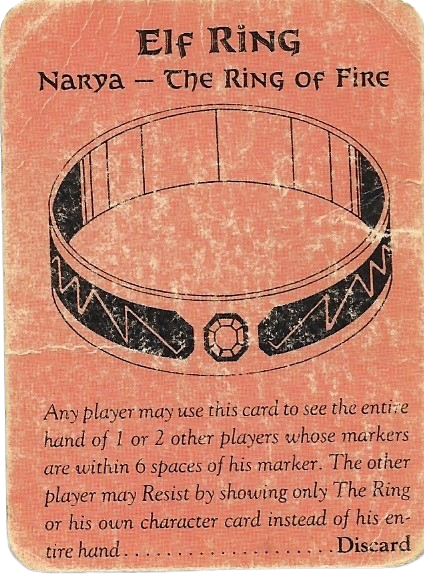 Elf Ring
Narya – The Ring of Fire
Any player may use this card to see the entire
hand of 1 or 2 other players whose markers
are within 6 spaces of his marker. The other
player may Resist by showing only The Ring
or his own character card instead of his en-
tire hand . . . . . . . . . . . . . . . . . . . . . Discard